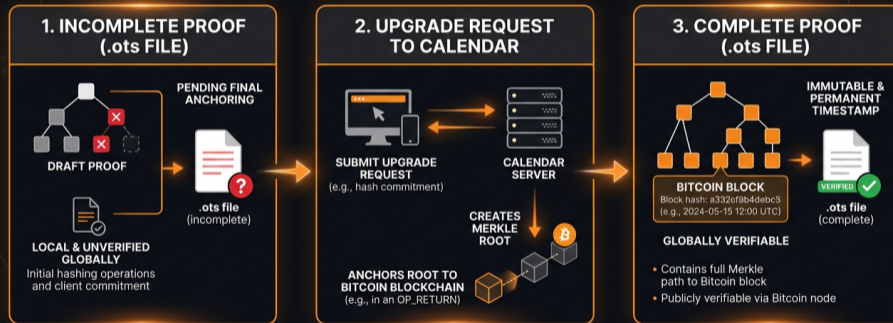 1. INCOMPLETE PROOF
(.ots FILE)
PENDING FINAL
ANCHORING
DRAFT PROOF
.ots file
(incomplete)
LOCAL & UNVERIFIED
GLOBALLY
Initial hashing operations
and client commitment
2. UPGRADE REQUEST
TO CALENDAR
SUBMIT UPGRADE
REQUEST
(e.g., hash commitment)
CALENDAR
SERVER
CREATES
MERKLE
ROOT
ANCHORS ROOT TO
BITCOIN BLOCKCHAIN
(e.g., in an OP_RETURN)
3. COMPLETE PROOF
(.ots FILE)
IMMUTABLE &
PERMANENT
TIMESTAMP
BITCOIN BLOCK
Block hash: a332of9b4debc3
(e.g., 2024-05-15 12:00 UTC)
VERIFIED
.ots file
(complete)
GLOBALLY VERIFIABLE
• Contains full Merkle
path to Bitcoin block
• Publicly verifiable via Bitcoin node